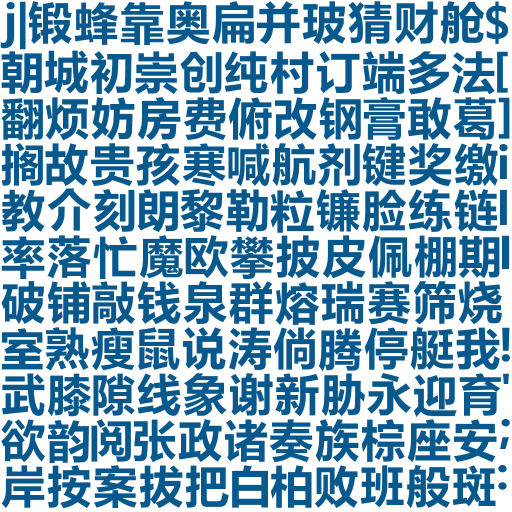 j|锻蜂靠奥扁并玻猜财舱$
朝城初崇创纯村订端多法[
翻烦妨房费俯改钢膏敢葛]
搁故贵孩寒喊航剂键奖缴i
教介刻朗黎勒粒镰脸练链l
率落忙魔欧攀披皮佩棚期I
破铺敲钱泉群熔瑞赛筛烧
室熟瘦鼠说涛倘腾停艇我!
武膝隙线象谢新胁永迎育'
欲韵阅张政诸奏族棕座安;
岸按案拔把白柏败班般斑: